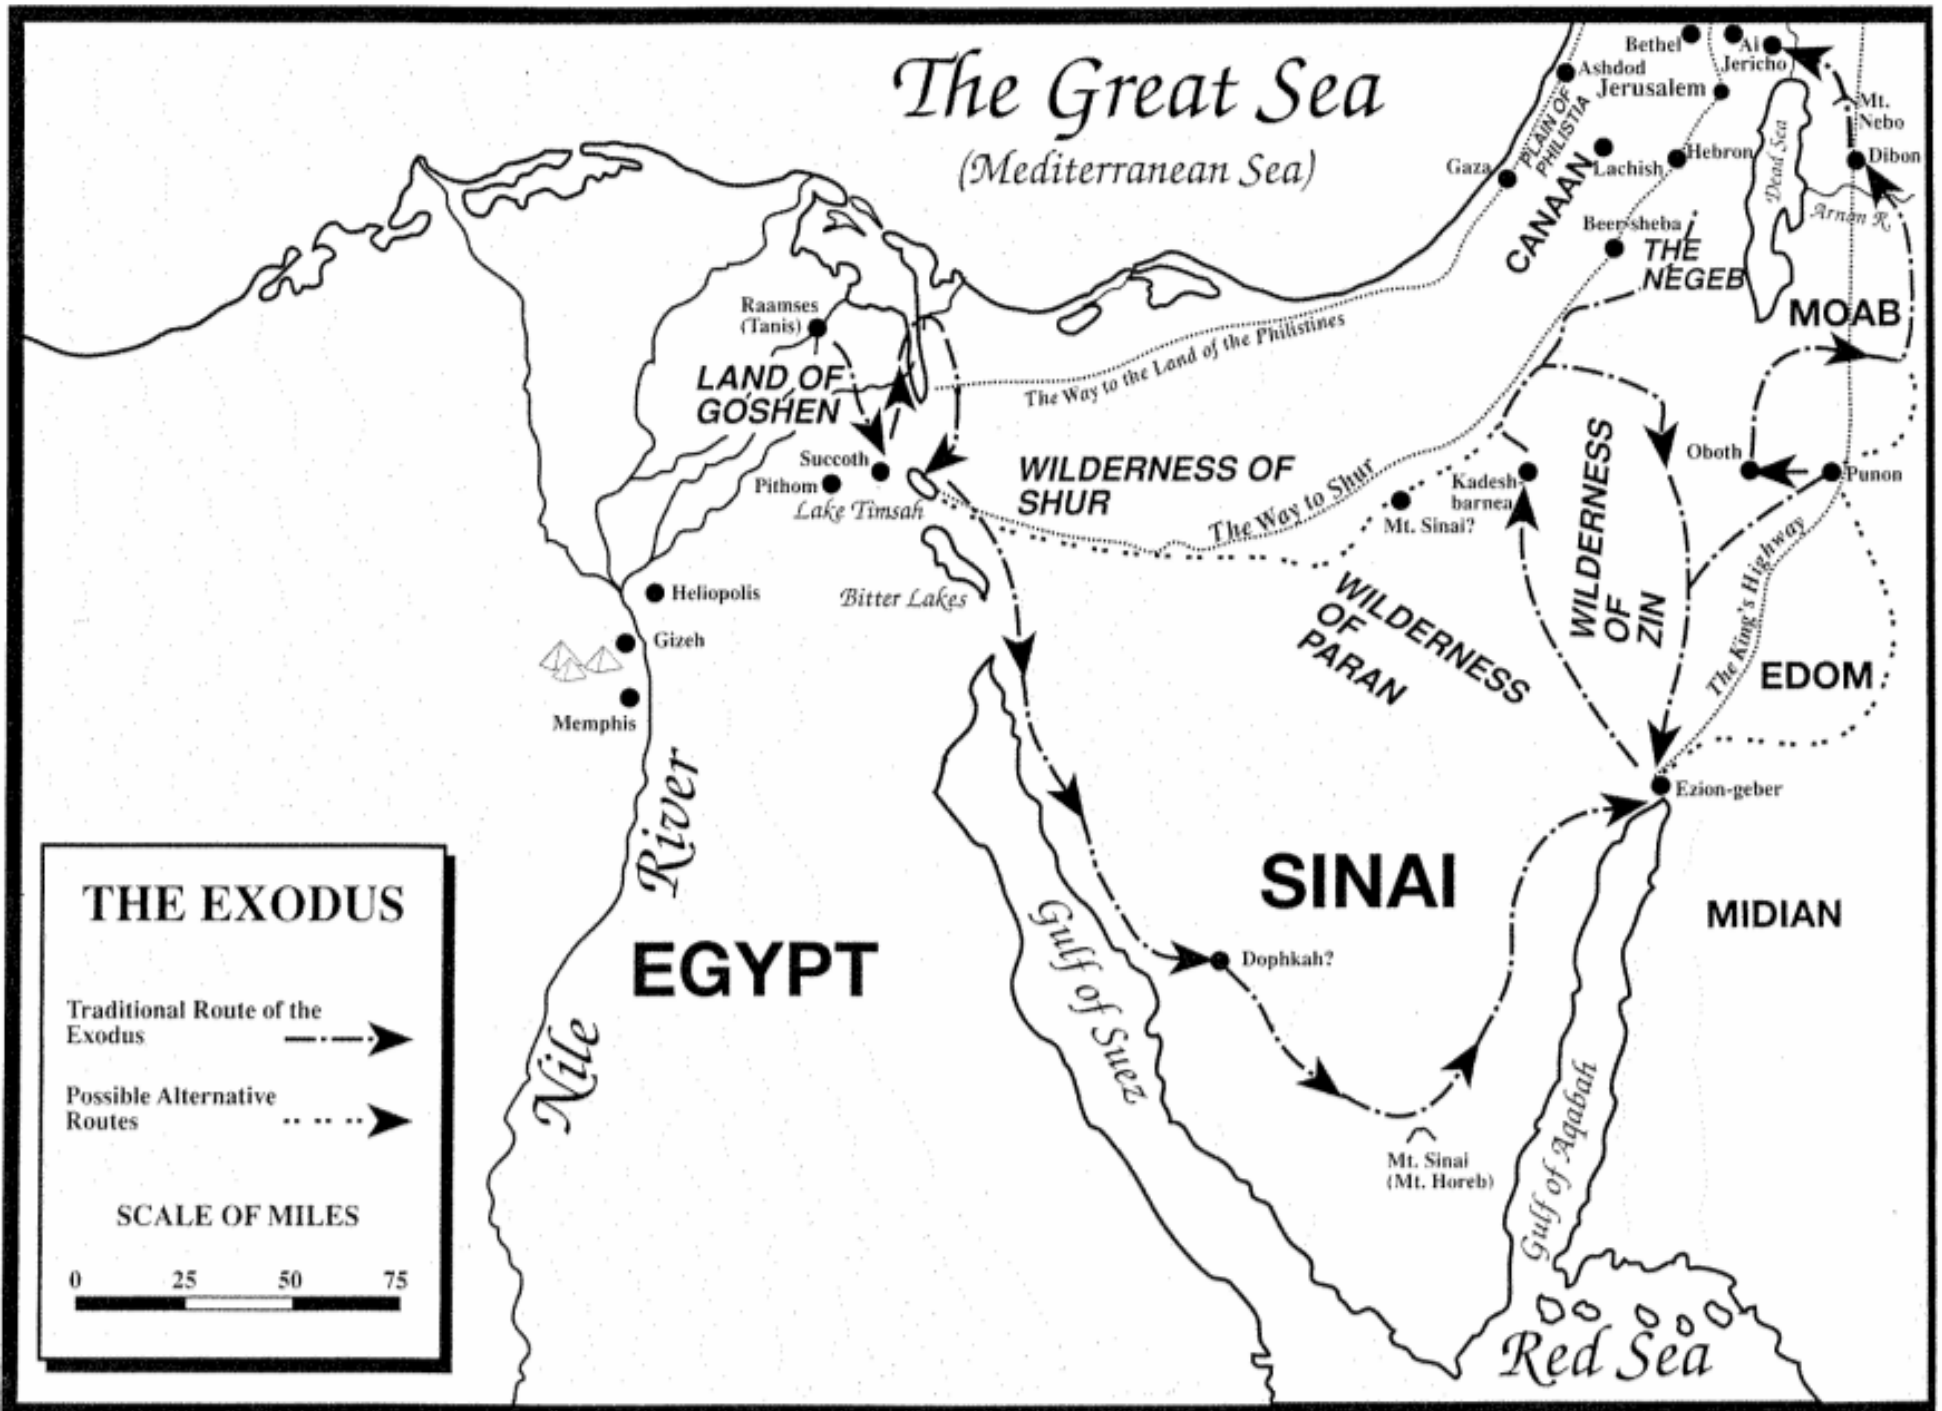 The Great Sea
(Mediterranean Sea)
Bethel
Ai
Jericho
Ashdod
Jerusalem
Mt.
Nebo
PLAIN OF
PHILISTIA
Gaza
CANAAN
Lachish
Hebron
Dead Sea
Dibon
Arnon R.
Beer-sheba
THE
NEGEB
MOAB
Raamses
(Tanis)
LAND OF
GOSHEN
The Way to the Land of the Philistines
Succoth
Pithom
Lake Timsah
WILDERNESS OF
SHUR
The Way to Shur
Mt. Sinai?
Kadesh-
barnea
WILDERNESS
OF
ZIN
Oboth
Punon
Bitter Lakes
Heliopolis
Gizeh
Memphis
WILDERNESS
OF
PARAN
The King's Highway
EDOM
Ezion-geber
Nile River
EGYPT
SINAI
MIDIAN
Gulf of Suez
Dophkah?
Mt. Sinai
(Mt. Horeb)
Gulf of Aqabah
Red Sea
THE EXODUS
Traditional Route of the
Exodus
Possible Alternative
Routes
SCALE OF MILES
0 25 50 75